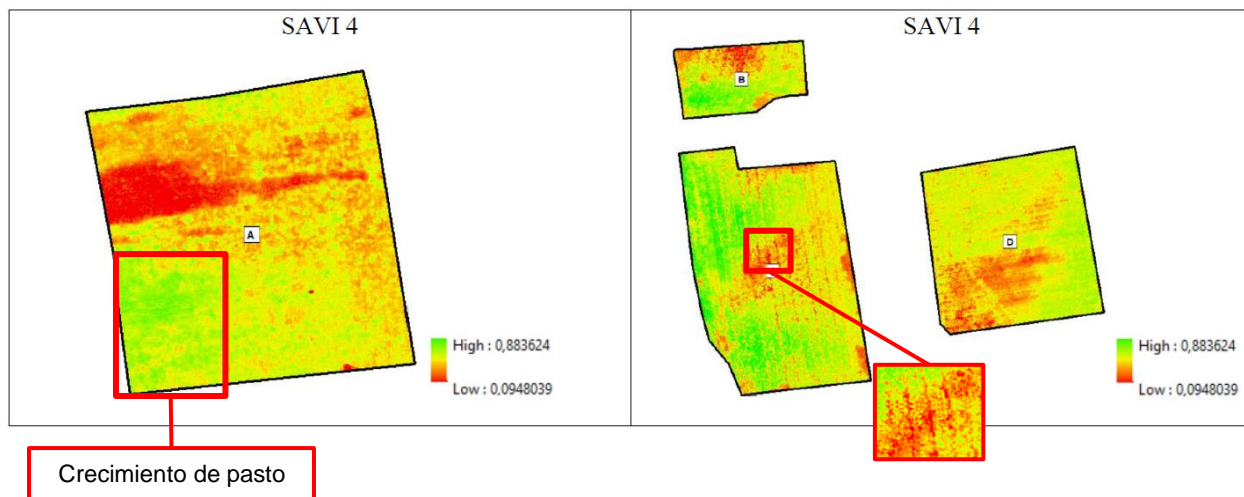 SAVI 4
A
High : 0,883624
Low : 0,0948039
Crecimiento de pasto
SAVI 4
B
D
High : 0,883624
Low : 0,0948039